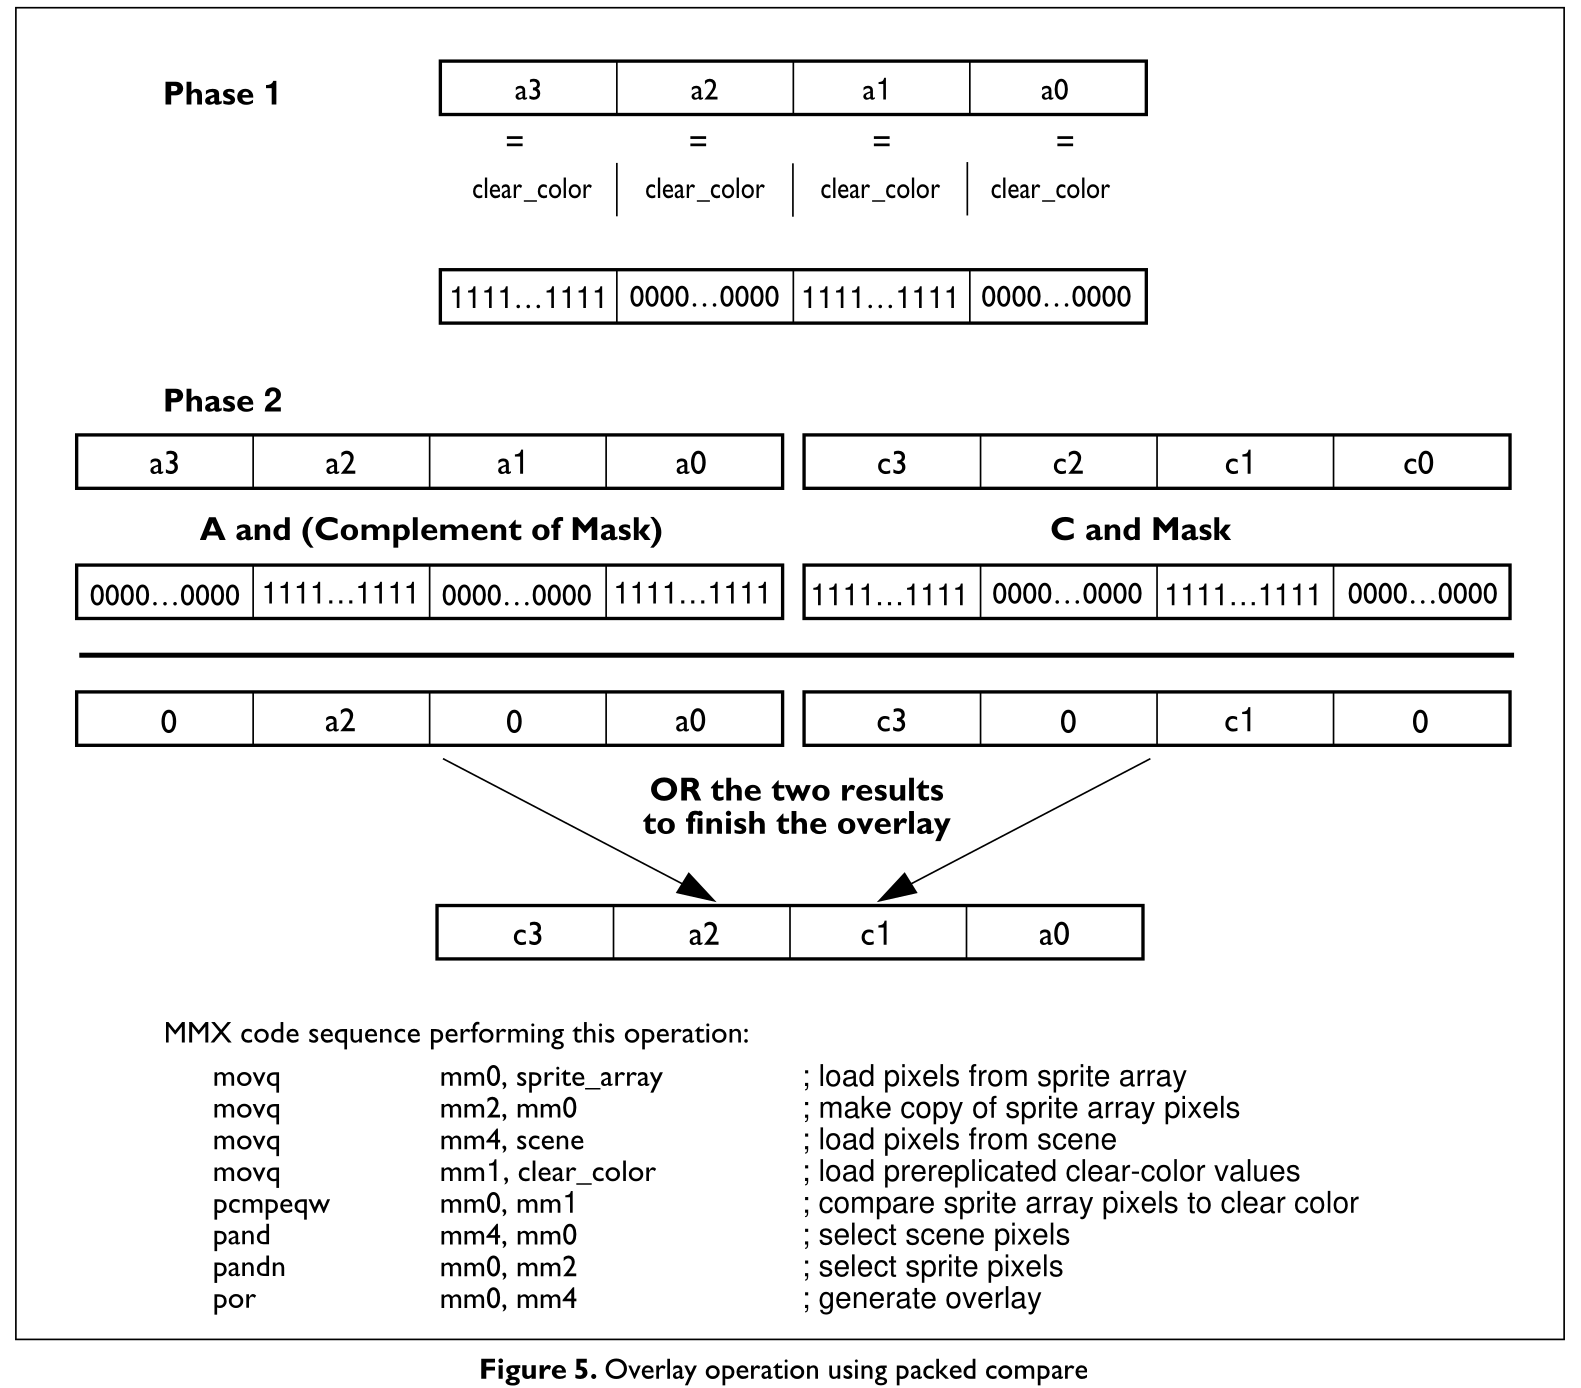 Phase 1
a3 a2 a1 a0
= = = =
clear_color clear_color clear_color clear_color
1111...1111 0000...0000 1111...1111 0000...0000
Phase 2
a3 a2 a1 a0 c3 c2 c1 c0
A and (Complement of Mask) C and Mask
0000...0000 1111...1111 0000...0000 1111...1111 1111...1111 0000...0000 1111...1111 0000...0000
0 a2 0 a0 c3 0 c1 0
OR the two results
to finish the overlay
c3 a2 c1 a0
MMX code sequence performing this operation:
movq mm0, sprite_array ; load pixels from sprite array
movq mm2, mm0 ; make copy of sprite array pixels
movq mm4, scene ; load pixels from scene
movq mm1, clear_color ; load prereplicated clear-color values
pcmpeqw mm0, mm1 ; compare sprite array pixels to clear color
pand mm4, mm0 ; select scene pixels
pandn mm0, mm2 ; select sprite pixels
por mm0, mm4 ; generate overlay
Figure 5. Overlay operation using packed compare